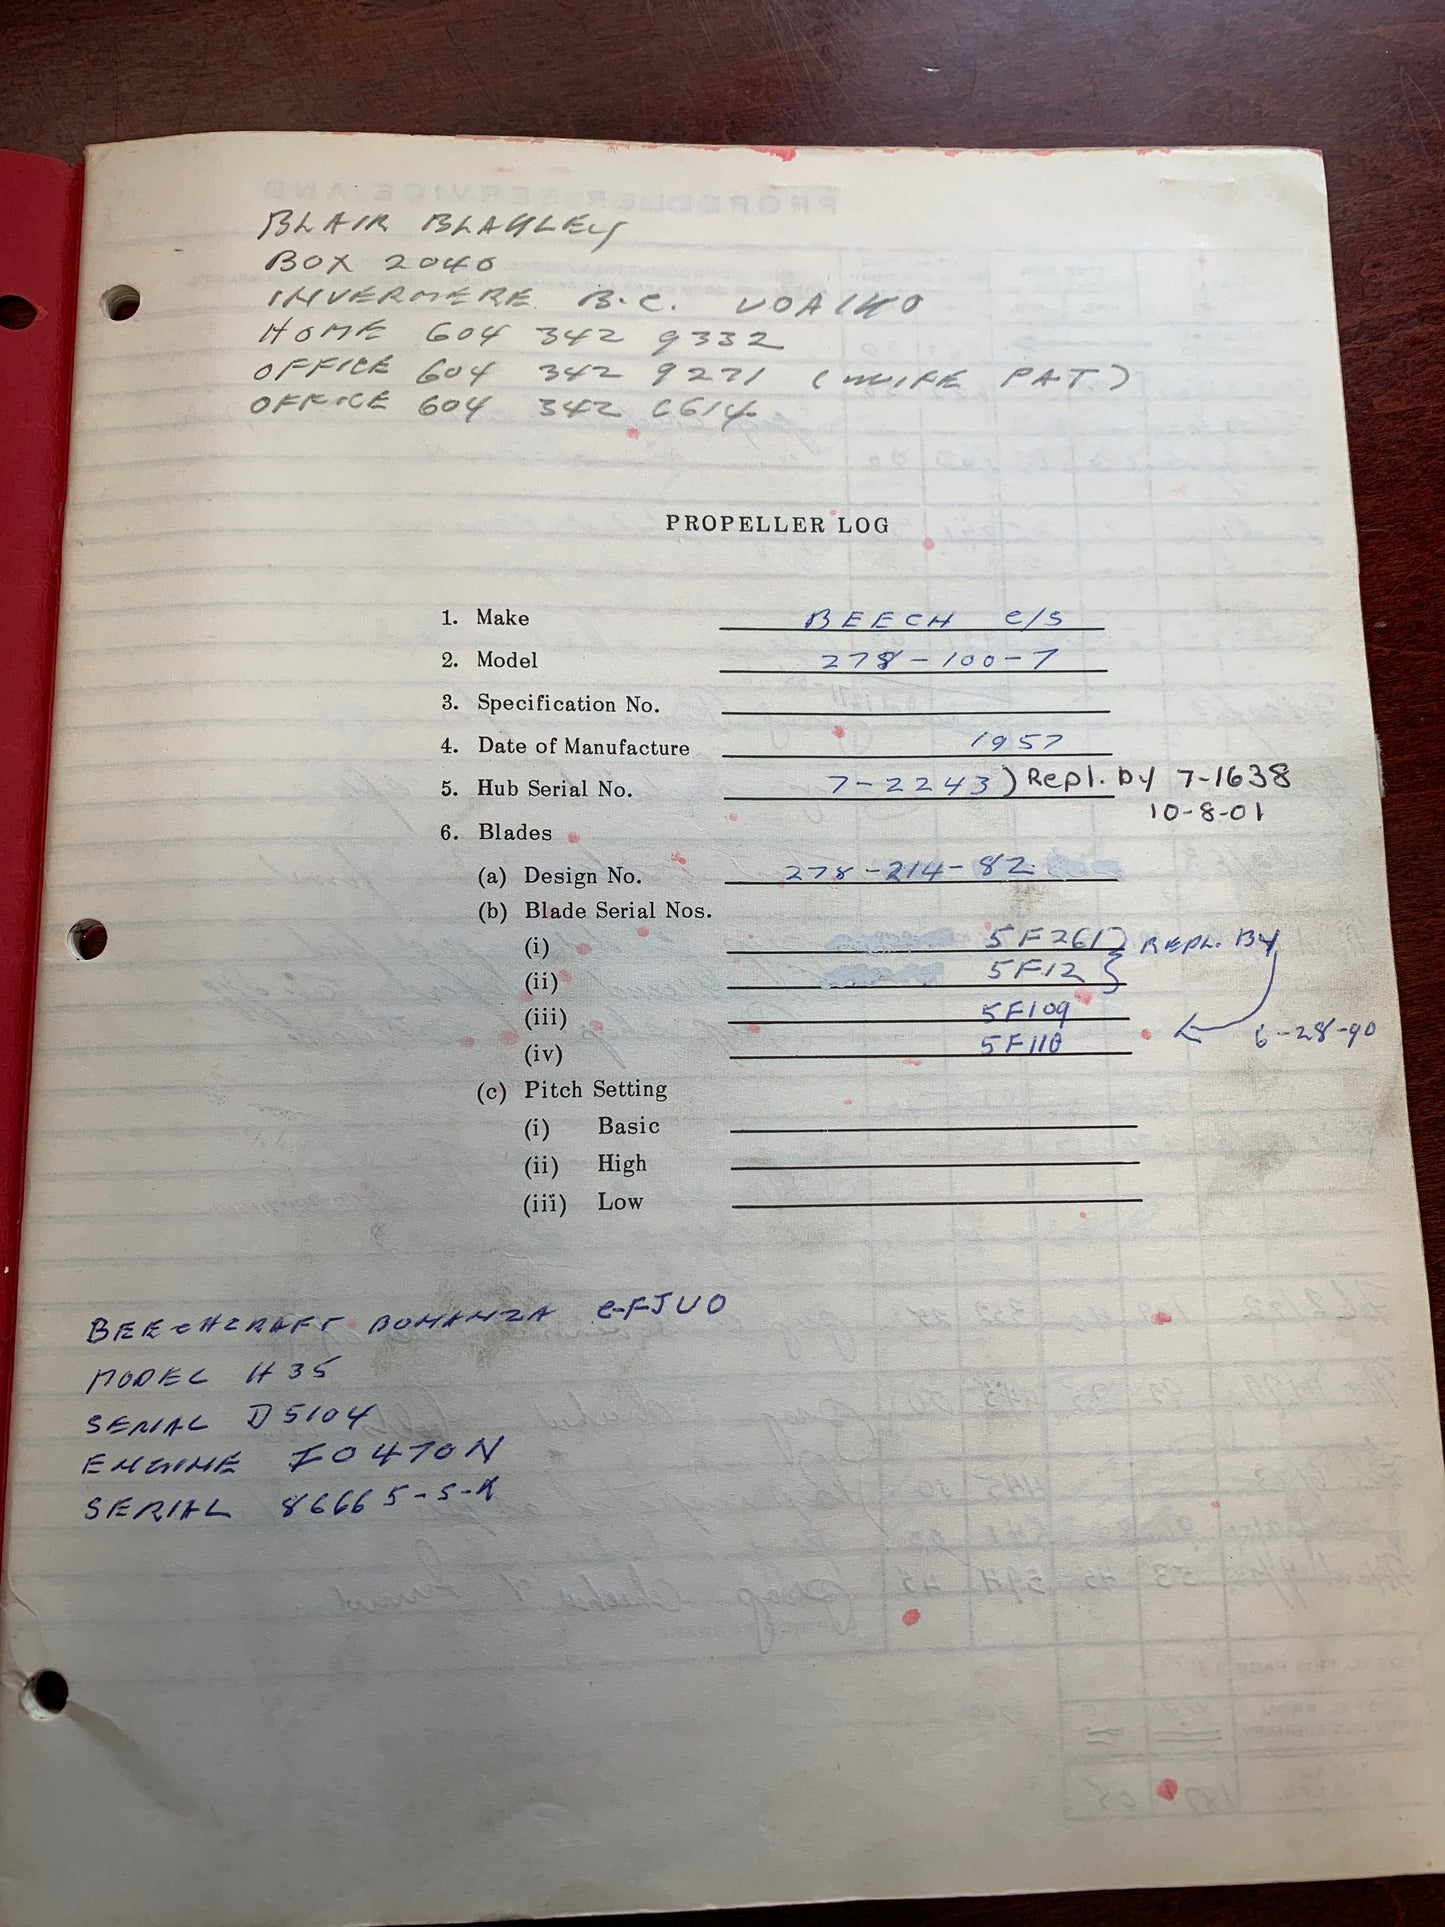 BLAIR BLAKLEY
BOX 2040
INVERMERE B.C. V0A1K0
HOME 604 342 9332
OFFICE 604 342 9271 (WIFE PAT)
OFFICE 604 342 6614
PROPELLER LOG
1. Make BEECH C/S
2. Model 278-100-7
3. Specification No.
4. Date of Manufacture 1957
5. Hub Serial No. 7-2243) Repl. By 7-1638
10-8-01
6. Blades
(a) Design No. 278-214-82
(b) Blade Serial Nos.
(i) 5F261 } REPL. BY
(ii) 5F12
(iii) 5F109
(iv) 5F110 ← 6-28-90
(c) Pitch Setting
(i) Basic
(ii) High
(iii) Low
BEECHCRAFT BONANZA C-FJUO
MODEL H35
SERIAL D5104
ENGINE IO470N
SERIAL 86665-5-R